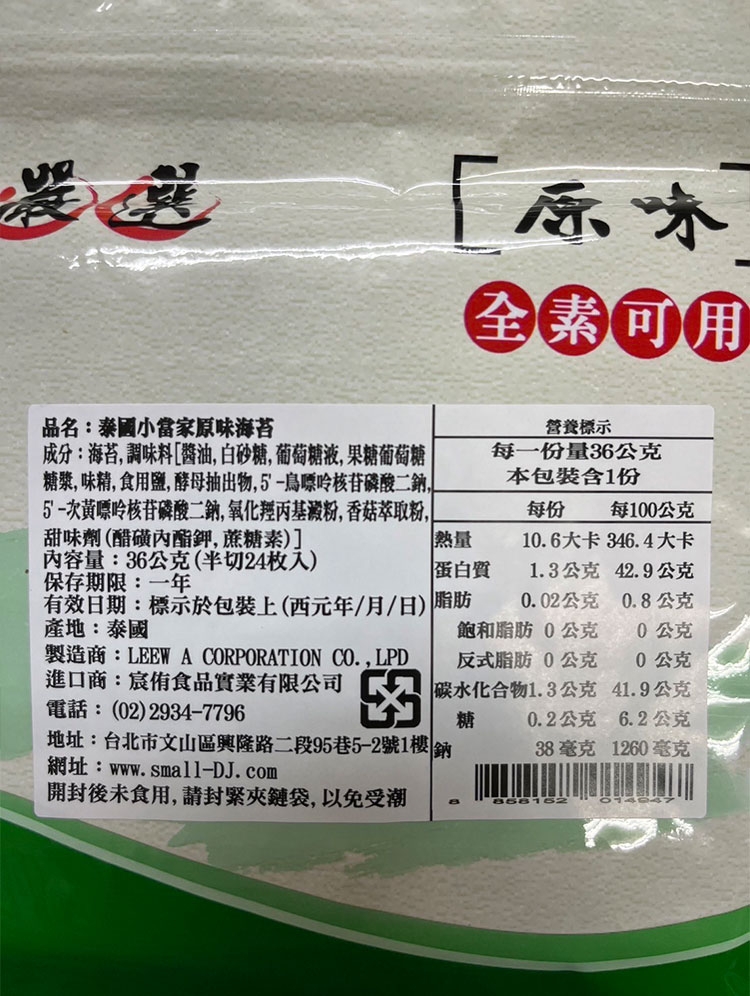 嚴選
[原味]
全素可用
品名：泰國小當家原味海苔
成分：海苔,調味料[醬油,白砂糖,葡萄糖液,果糖葡萄糖
糖漿,味精,食用鹽,酵母抽出物,5'-鳥嘌呤核苷磷酸二鈉,
5'-次黃嘌呤核苷磷酸二鈉,氧化羥丙基澱粉,香菇萃取粉,
甜味劑(醋磺內酯鉀,蔗糖素)]
內容量：36公克(半切24枚入)
保存期限：一年
有效日期：標示於包裝上(西元年/月/日)
產地：泰國
製造商：LEEW A CORPORATION CO.,LPD
進口商：宸侑食品實業有限公司
電話：(02)2934-7796
地址：台北市文山區興隆路二段95巷5-2號1樓
網址：www.small-DJ.com
開封後未食用,請封緊夾鏈袋,以免受潮
營養標示
每一份量36公克
本包裝含1份
每份 每100公克
熱量 10.6大卡 346.4大卡
蛋白質 1.3公克 42.9公克
脂肪 0.02公克 0.8公克
飽和脂肪 0公克 0公克
反式脂肪 0公克 0公克
碳水化合物1.3公克 41.9公克
糖 0.2公克 6.2公克
鈉 38毫克 1260毫克
8 858152 014947